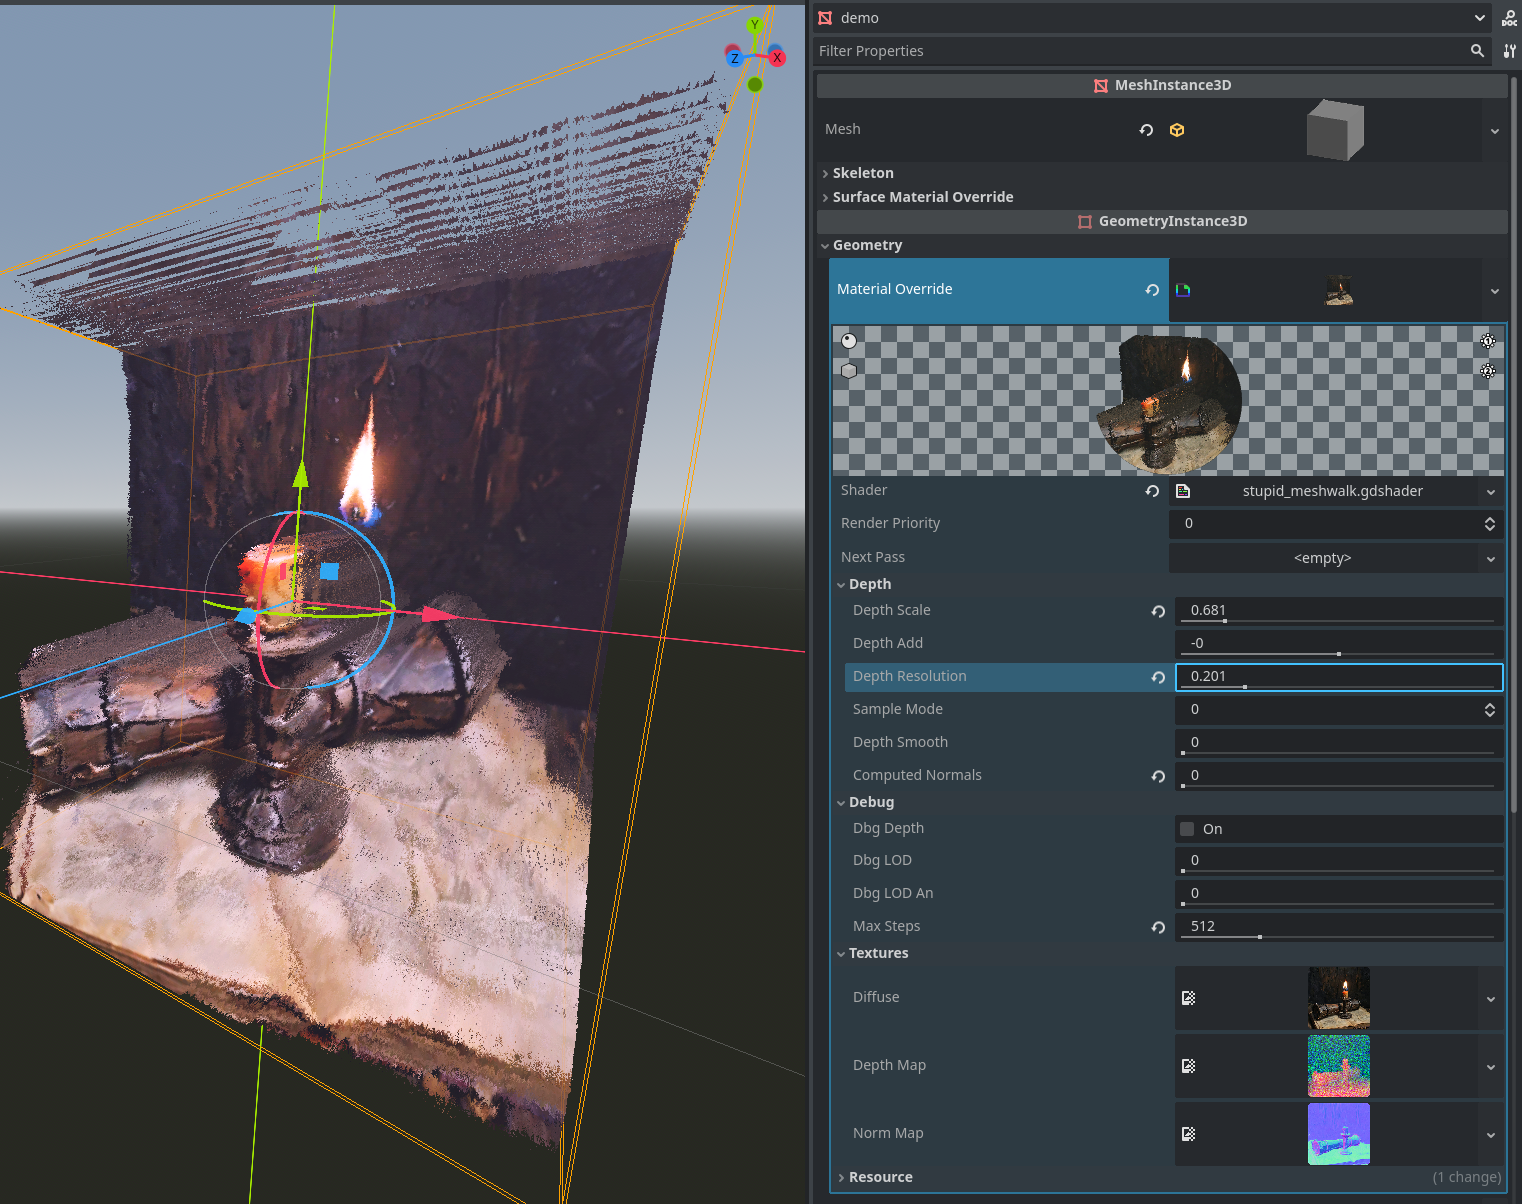 Y
Z
X
demo
DOC
Filter Properties
MeshInstance3D
Mesh
Skeleton
Surface Material Override
GeometryInstance3D
Geometry
Material Override
1
2
Shader
stupid_meshwalk.gdshader
Render Priority
0
Next Pass
<empty>
Depth
Depth Scale
0.681
Depth Add
-0
Depth Resolution
0.201
Sample Mode
0
Depth Smooth
0
Computed Normals
0
Debug
Dbg Depth
On
Dbg LOD
0
Dbg LOD An
0
Max Steps
512
Textures
Diffuse
Depth Map
Norm Map
Resource
(1 change)